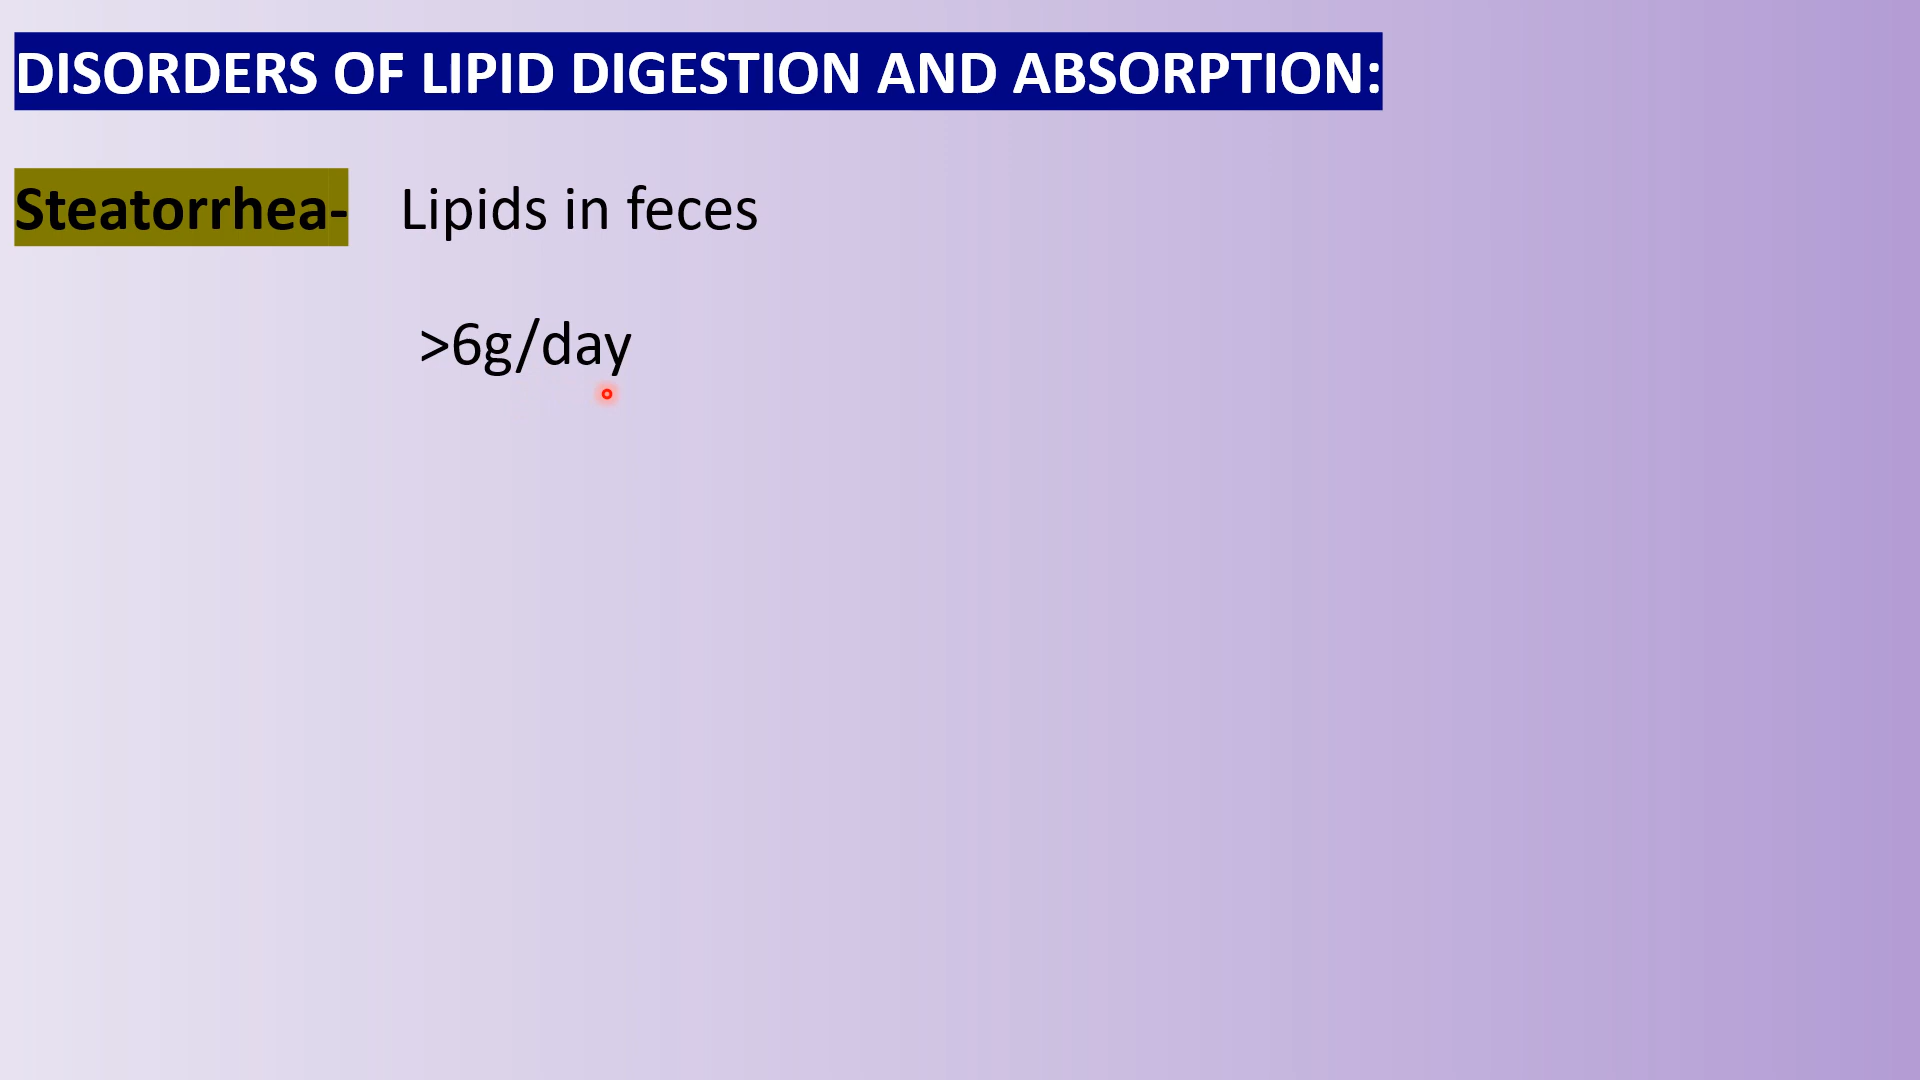 DISORDERS OF LIPID DIGESTION AND ABSORPTION:
Steatorrhea- Lipids in feces
>6g/day